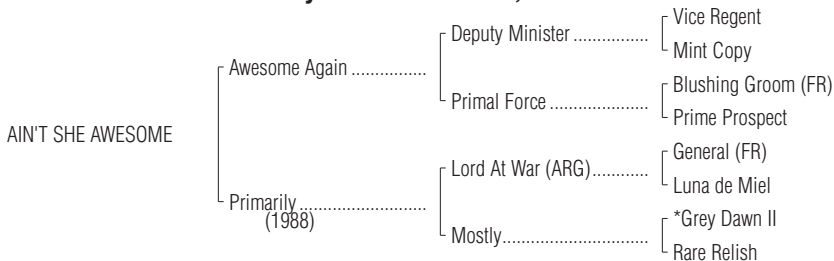 Vice Regent
Deputy Minister ................
Mint Copy
Awesome Again ................
Blushing Groom (FR)
Primal Force .....................
Prime Prospect
AIN'T SHE AWESOME
General (FR)
Lord At War (ARG)............
Luna de Miel
Primarily ...........................
(1988)
*Grey Dawn II
Mostly................................
Rare Relish